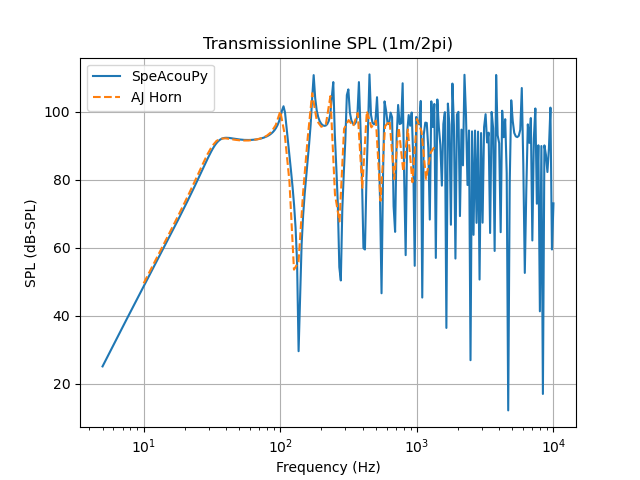 Transmissionline SPL (1m/2pi)
SpeAcouPy
AJ Horn
SPL (dB-SPL)
100
80
60
40
20
10¹ 10² 10³ 10⁴
Frequency (Hz)